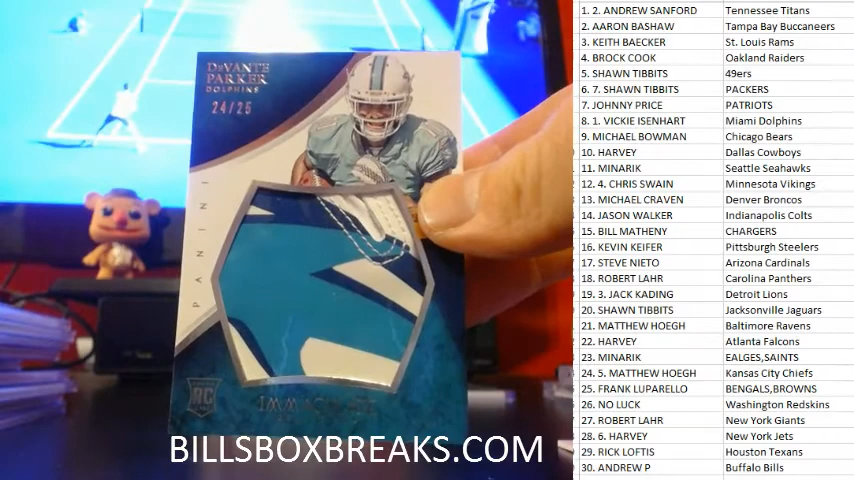 DeVANTE
PARKER
DOLPHINS
24/25
PANINI
RC
IMMACULATE
BILLSBOXBREAKS.COM
1. 2. ANDREW SANFORD Tennessee Titans
2. AARON BASHAW Tampa Bay Buccaneers
3. KEITH BAECKER St. Louis Rams
4. BROCK COOK Oakland Raiders
5. SHAWN TIBBITS 49ers
6. 7. SHAWN TIBBITS PACKERS
7. JOHNNY PRICE PATRIOTS
8. 1. VICKIE ISENHART Miami Dolphins
9. MICHAEL BOWMAN Chicago Bears
10. HARVEY Dallas Cowboys
11. MINARIK Seattle Seahawks
12. 4. CHRIS SWAIN Minnesota Vikings
13. MICHAEL CRAVEN Denver Broncos
14. JASON WALKER Indianapolis Colts
15. BILL MATHENY CHARGERS
16. KEVIN KEIFER Pittsburgh Steelers
17. STEVE NIETO Arizona Cardinals
18. ROBERT LAHR Carolina Panthers
19. 3. JACK KADING Detroit Lions
20. SHAWN TIBBITS Jacksonville Jaguars
21. MATTHEW HOEGH Baltimore Ravens
22. HARVEY Atlanta Falcons
23. MINARIK EALGES,SAINTS
24. 5. MATTHEW HOEGH Kansas City Chiefs
25. FRANK LUPARELLO BENGALS,BROWNS
26. NO LUCK Washington Redskins
27. ROBERT LAHR New York Giants
28. 6. HARVEY New York Jets
29. RICK LOFTIS Houston Texans
30. ANDREW P Buffalo Bills